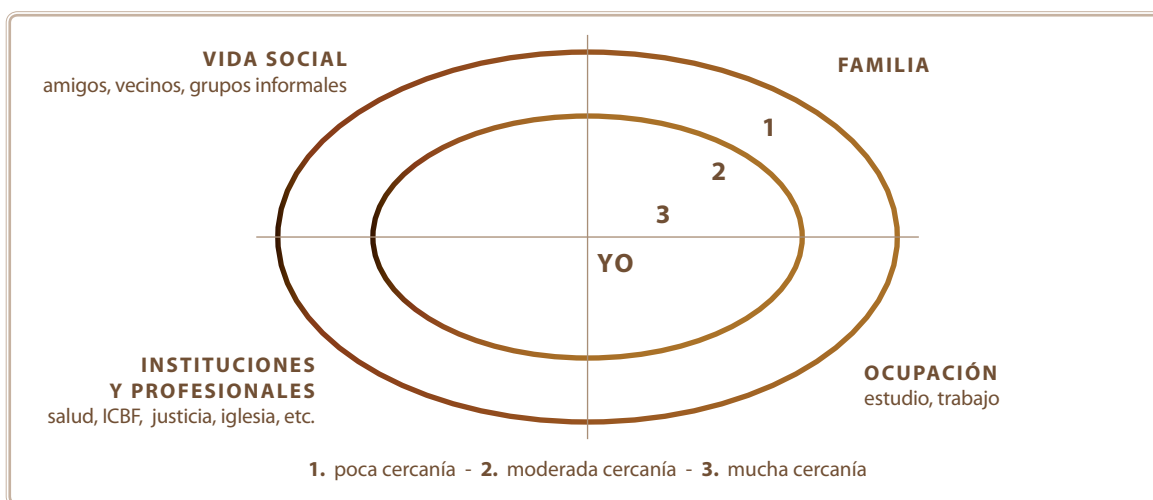 VIDA SOCIAL
amigos, vecinos, grupos informales
FAMILIA
1
2
3
YO
INSTITUCIONES
Y PROFESIONALES
salud, ICBF, justicia, iglesia, etc.
OCUPACIÓN
estudio, trabajo
1. poca cercanía - 2. moderada cercanía - 3. mucha cercanía